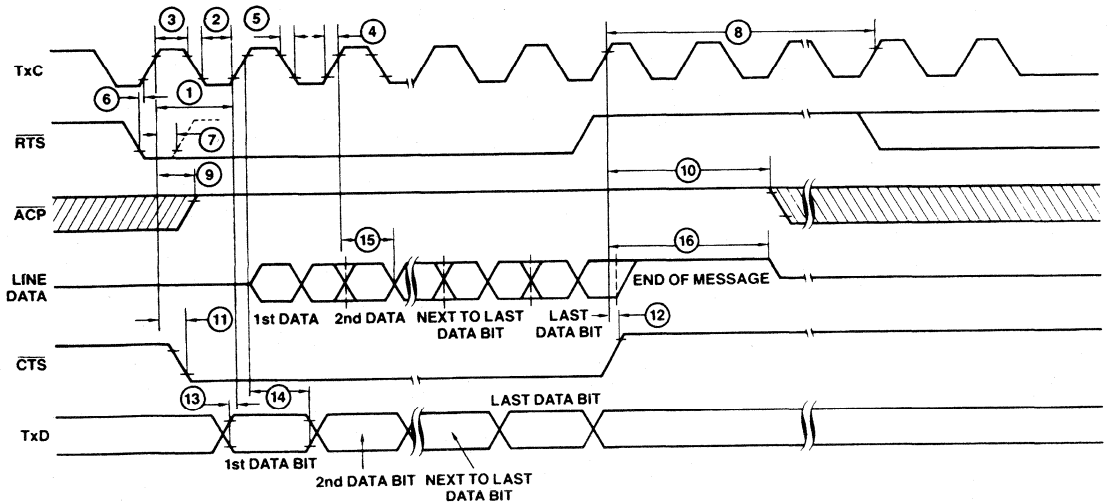 3 2 5 4 8
TxC
6 1
RTS
7
9 10
ACP
15 16
LINE
DATA
END OF MESSAGE
1st DATA 2nd DATA NEXT TO LAST
DATA BIT LAST
DATA BIT
11 12
CTS
13 14
LAST DATA BIT
TxD
1st DATA BIT
2nd DATA BIT NEXT TO LAST
DATA BIT